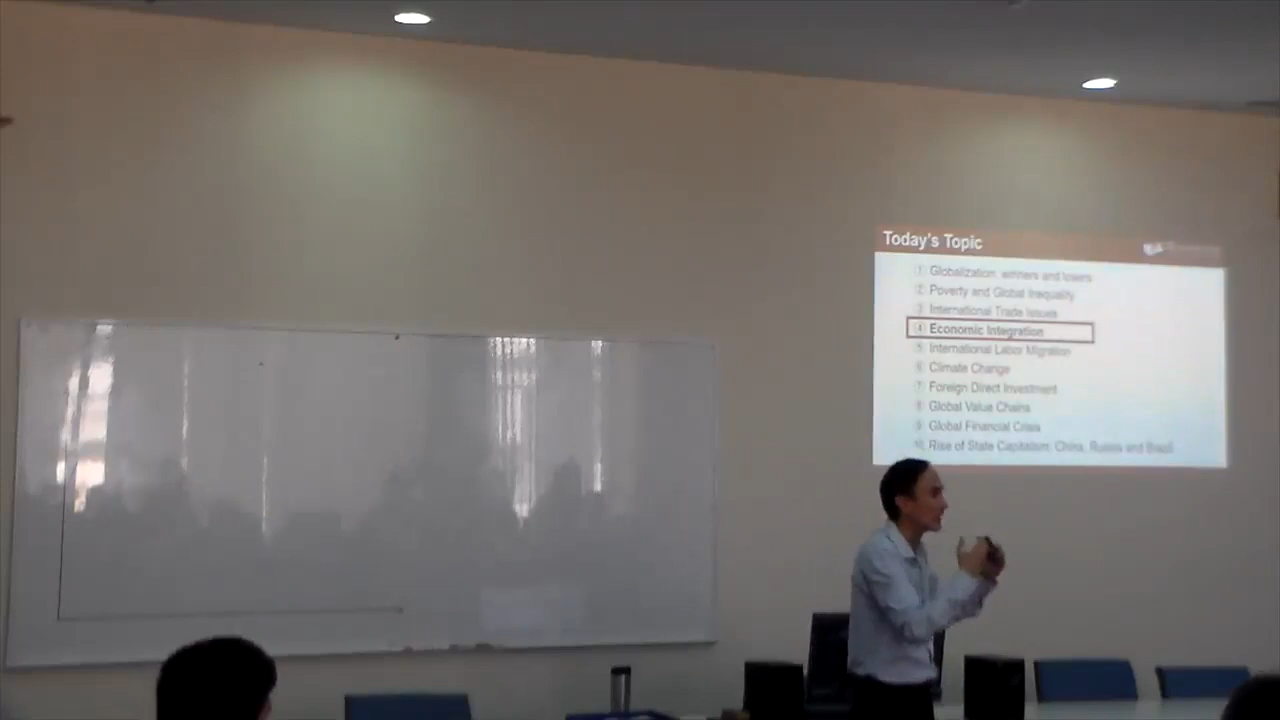 Today's Topic
1 Globalization: winners and losers
2 Poverty and Global Inequality
3 International Trade Issues
4 Economic Integration
5 International Labor Migration
6 Climate Change
7 Foreign Direct Investment
8 Global Value Chains
9 Global Financial Crisis
10 Rise of State Capitalism: China, Russia and Brazil